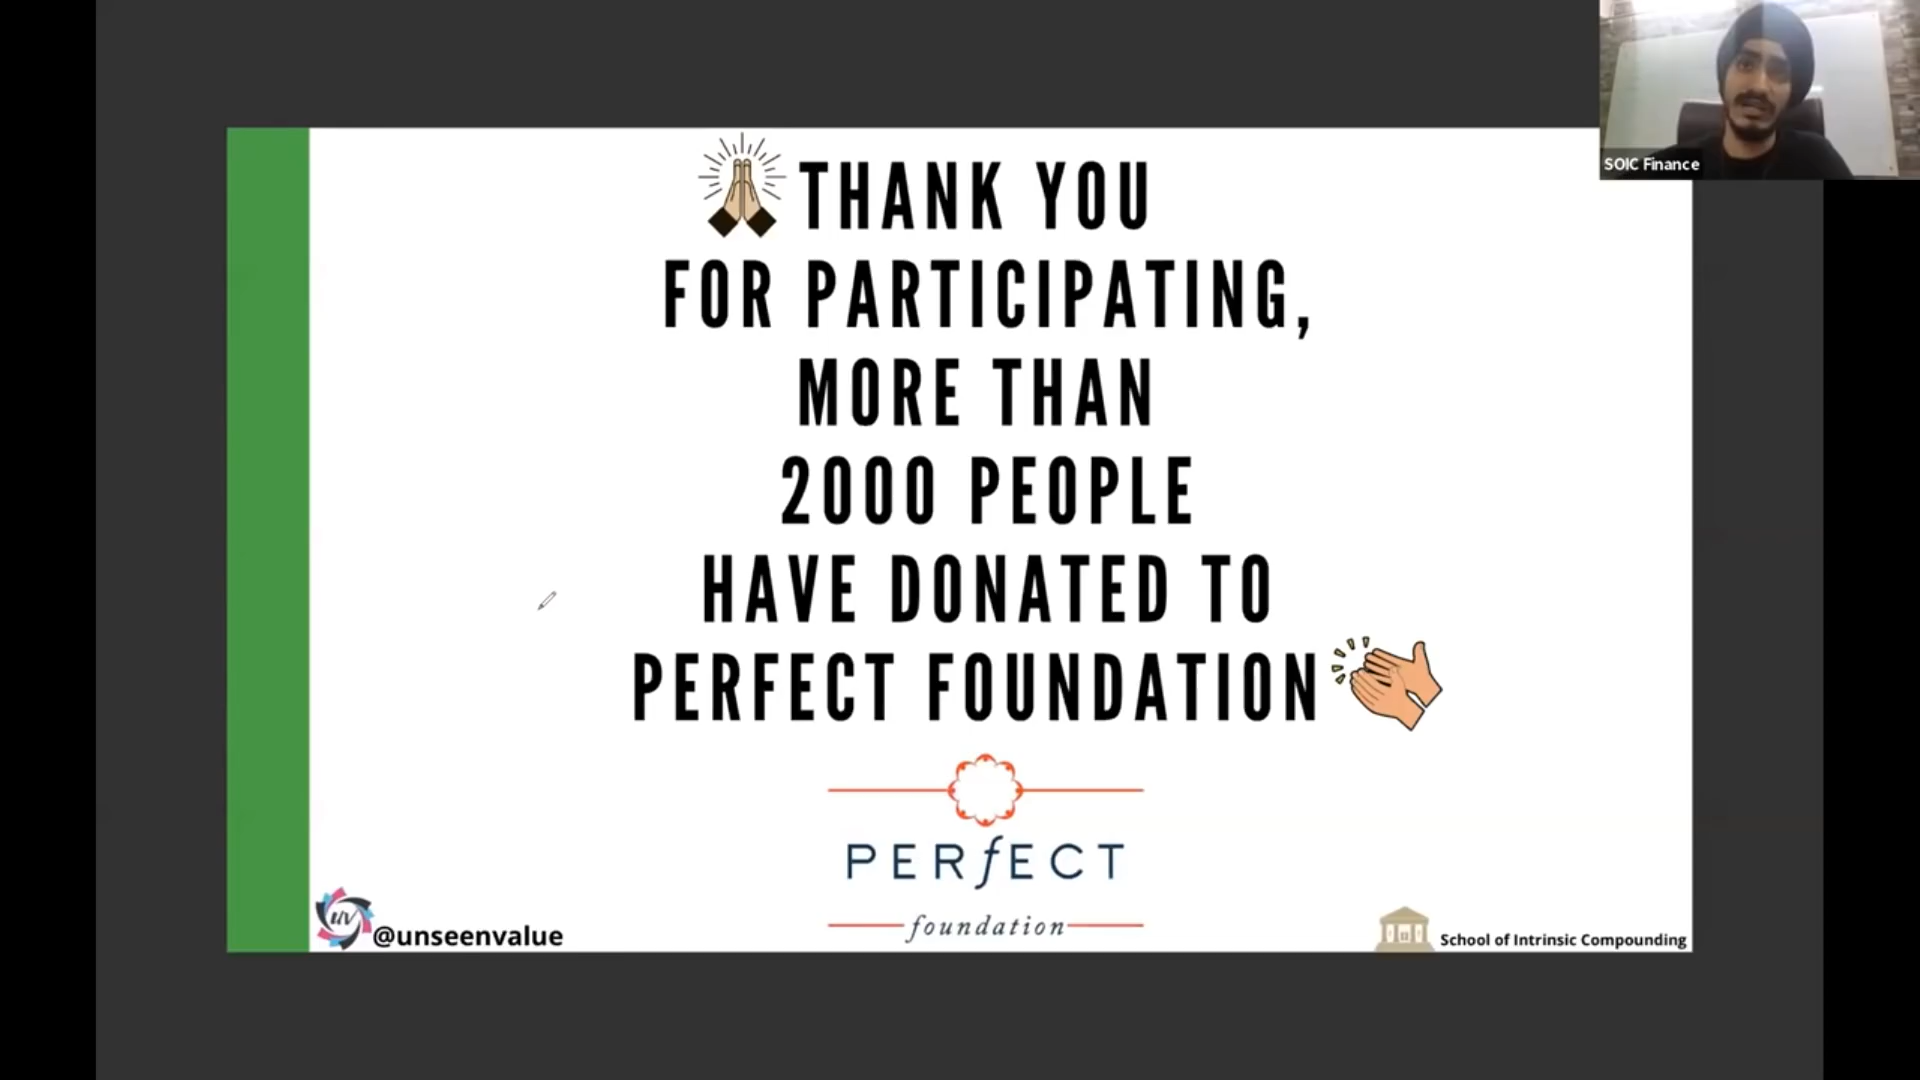 SOIC Finance
THANK YOU
FOR PARTICIPATING,
MORE THAN
2000 PEOPLE
HAVE DONATED TO
PERFECT FOUNDATION
PERfECT
foundation
uv
@unseenvalue
School of Intrinsic Compounding